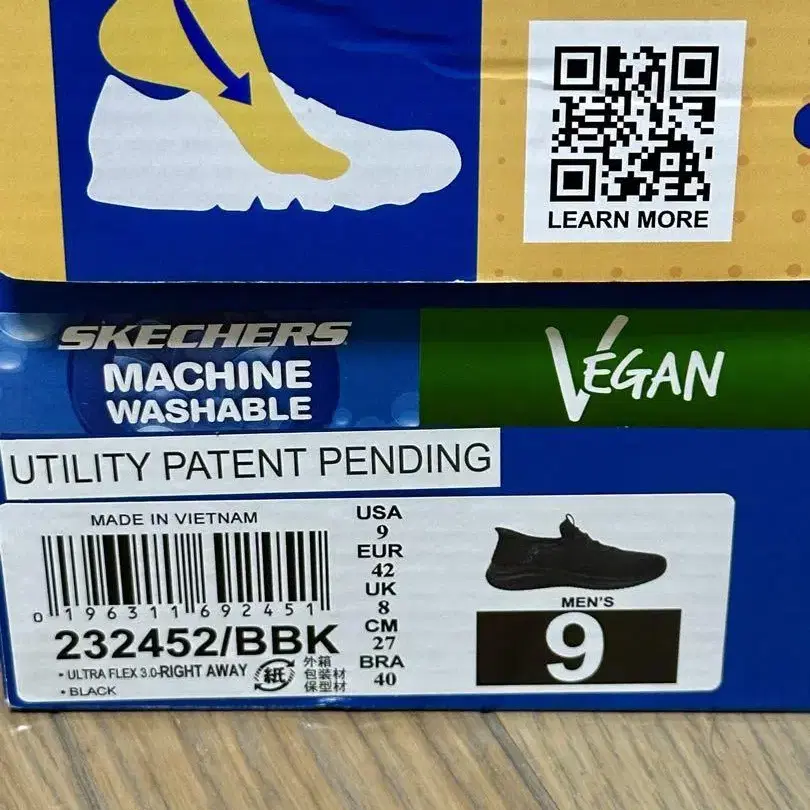 LEARN MORE
SKECHERS
MACHINE
WASHABLE
VEGAN
UTILITY PATENT PENDING
MADE IN VIETNAM
0 196311 692451
232452/BBK
• ULTRA FLEX 3.0-RIGHT AWAY
• BLACK
紙
外箱
包装材
保型材
USA
9
EUR
42
UK
8
CM
27
BRA
40
MEN'S
9